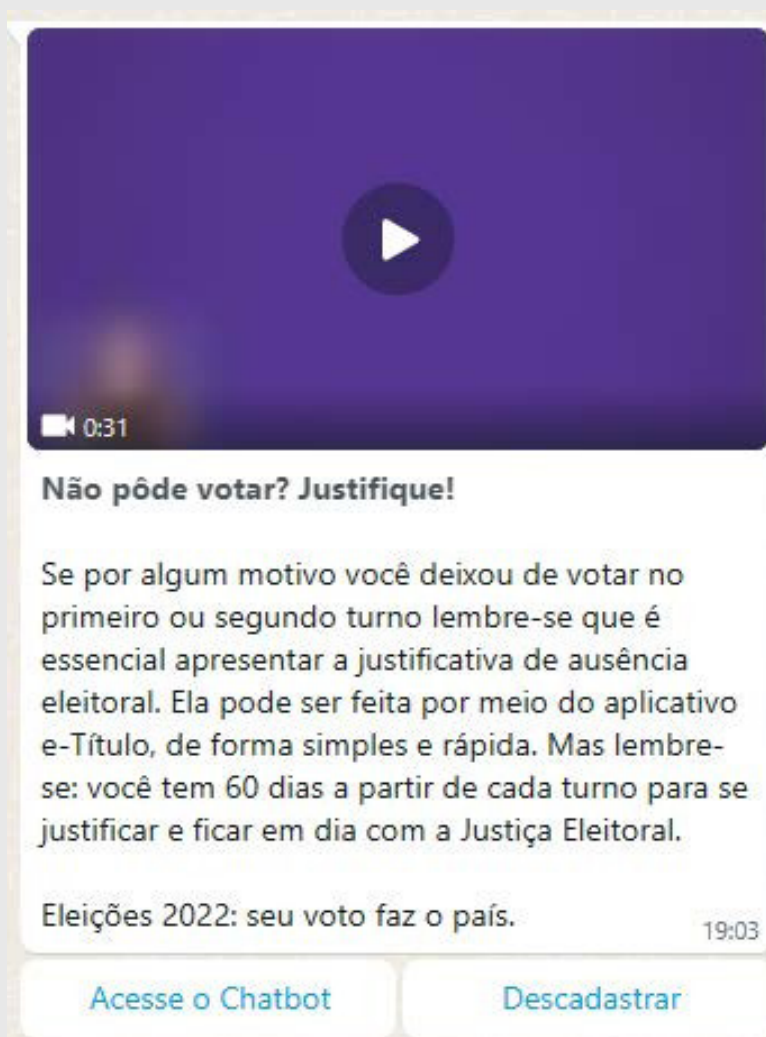 0:31
Não pôde votar? Justifique!
Se por algum motivo você deixou de votar no
primeiro ou segundo turno lembre-se que é
essencial apresentar a justificativa de ausência
eleitoral. Ela pode ser feita por meio do aplicativo
e-Título, de forma simples e rápida. Mas lembre-
se: você tem 60 dias a partir de cada turno para se
justificar e ficar em dia com a Justiça Eleitoral.
Eleições 2022: seu voto faz o país.
19:03
Acesse o Chatbot
Descadastrar